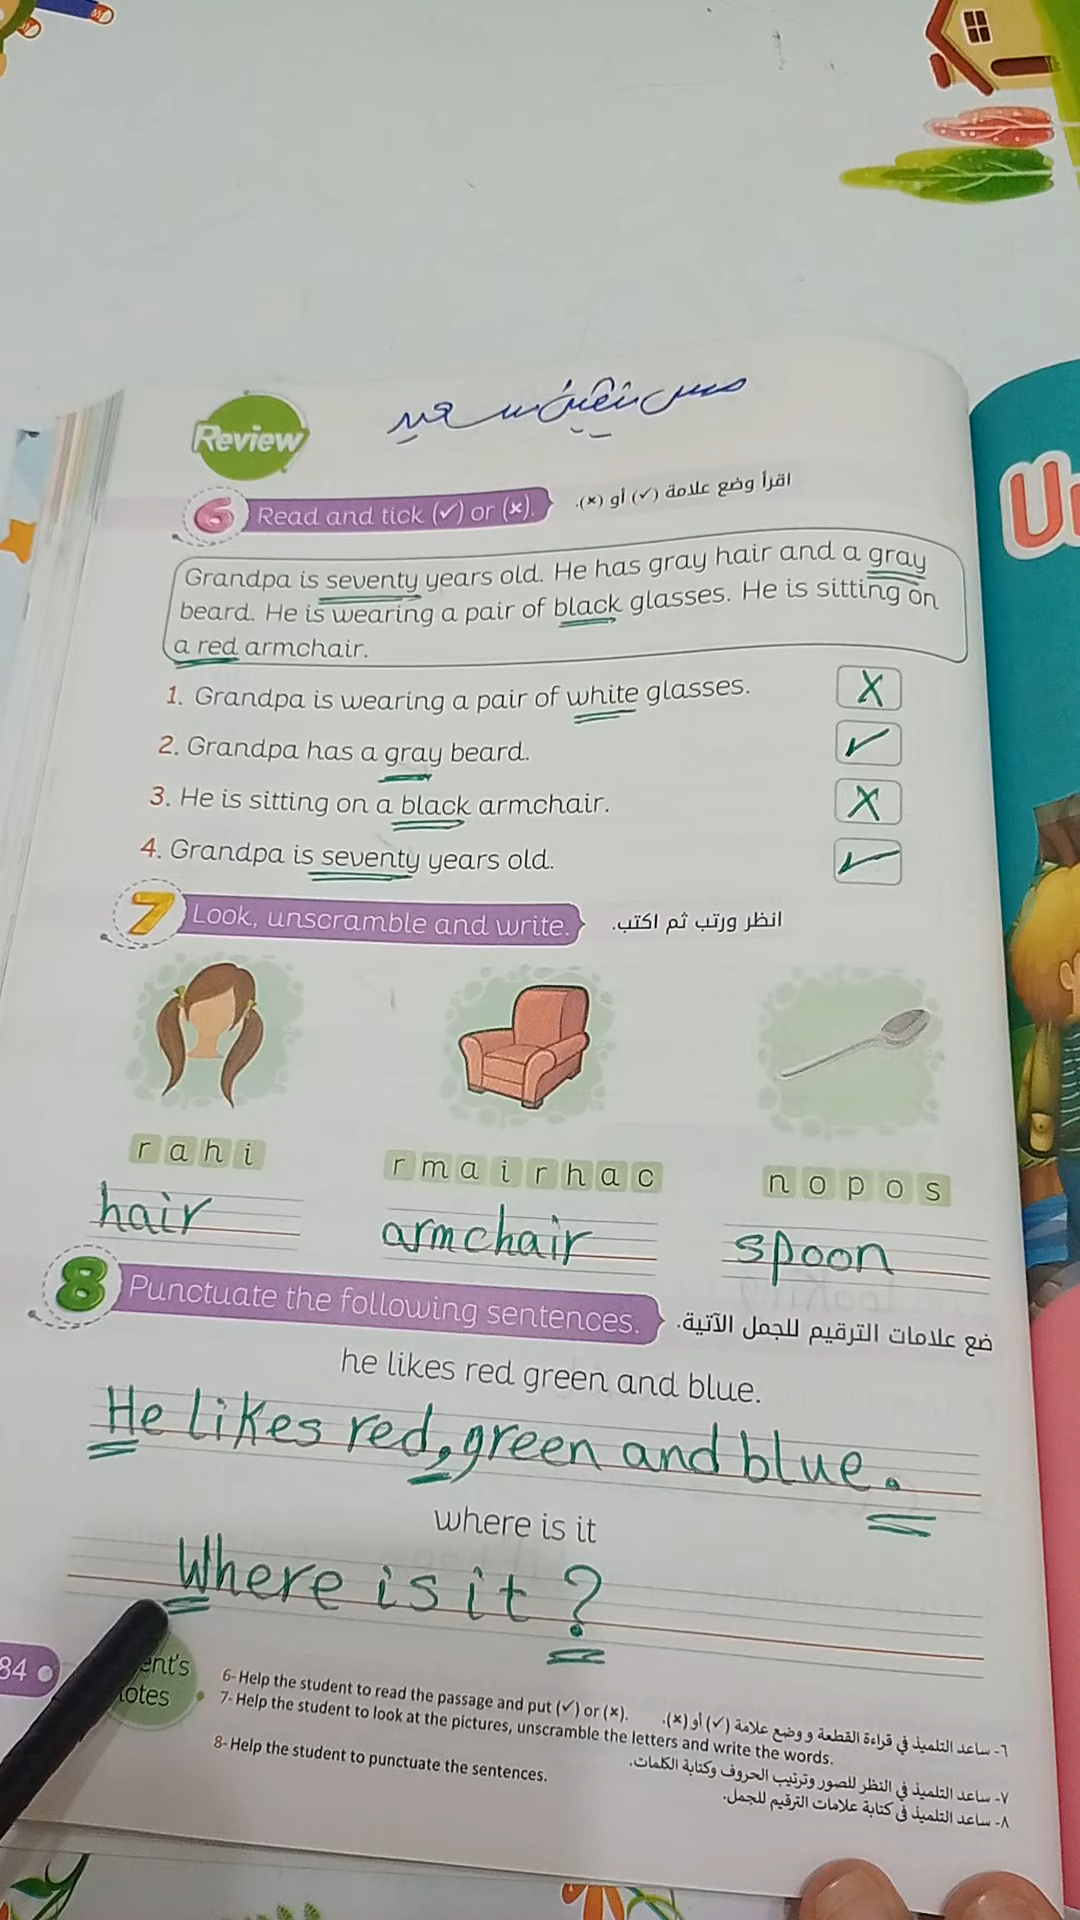 ميس نيفين سعيد
Review
6 Read and tick (✓) or (×). اقرأ وضع علامة (✓) أو (×).
Grandpa is seventy years old. He has gray hair and a gray
beard. He is wearing a pair of black glasses. He is sitting on
a red armchair.
1. Grandpa is wearing a pair of white glasses. X
2. Grandpa has a gray beard. ✓
3. He is sitting on a black armchair. X
4. Grandpa is seventy years old. ✓
7 Look, unscramble and write. انظر ورتب ثم اكتب.
r a h i
r m a i r h a c
n o p o s
hair
armchair
spoon
8 Punctuate the following sentences. ضع علامات الترقيم للجمل الآتية.
he likes red green and blue.
He likes red, green and blue.
where is it
Where is it?
84
6- Help the student to read the passage and put (✓) or (×).
7- Help the student to look at the pictures, unscramble the letters and write the words.
8- Help the student to punctuate the sentences.
٦- ساعد التلميذ في قراءة القطعة و وضع علامة (✓) أو (×).
٧- ساعد التلميذ في النظر للصور وترتيب الحروف وكتابة الكلمات.
٨- ساعد التلميذ في كتابة علامات الترقيم للجمل.